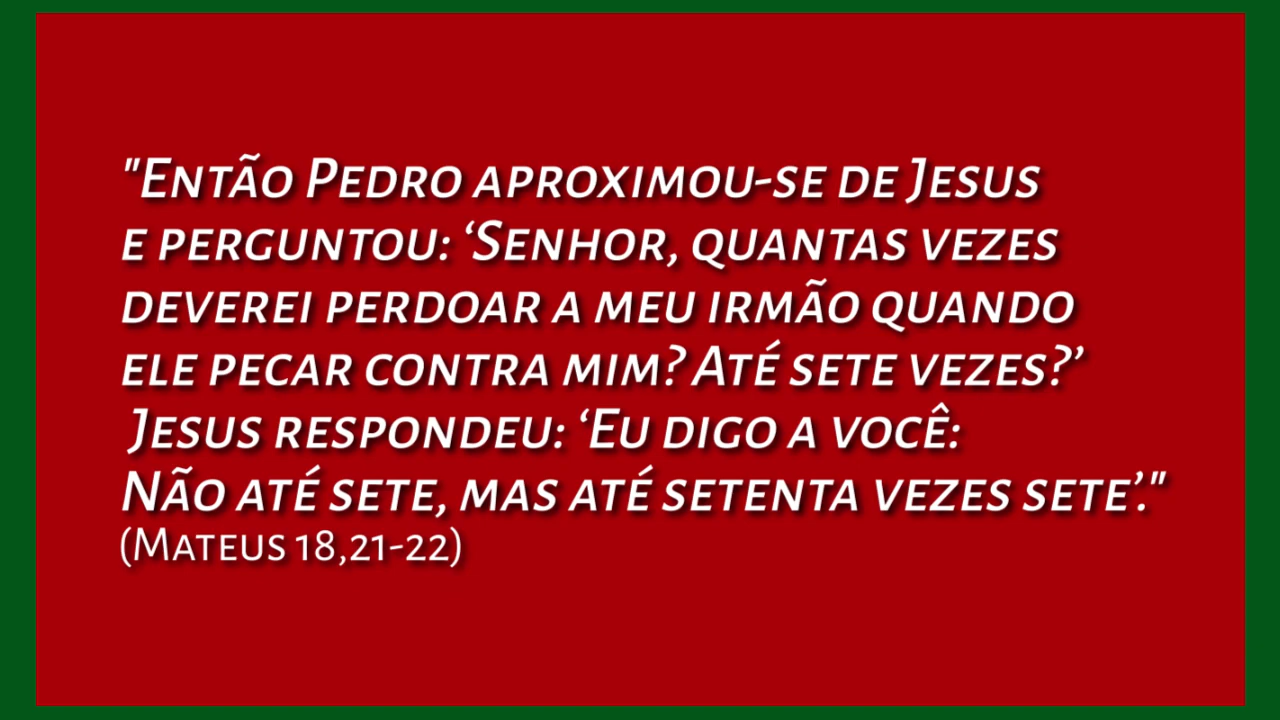 "Então Pedro aproximou-se de Jesus
e perguntou: ‘Senhor, quantas vezes
deverei perdoar a meu irmão quando
ele pecar contra mim? Até sete vezes?’
Jesus respondeu: ‘Eu digo a você:
Não até sete, mas até setenta vezes sete’."
(Mateus 18,21-22)